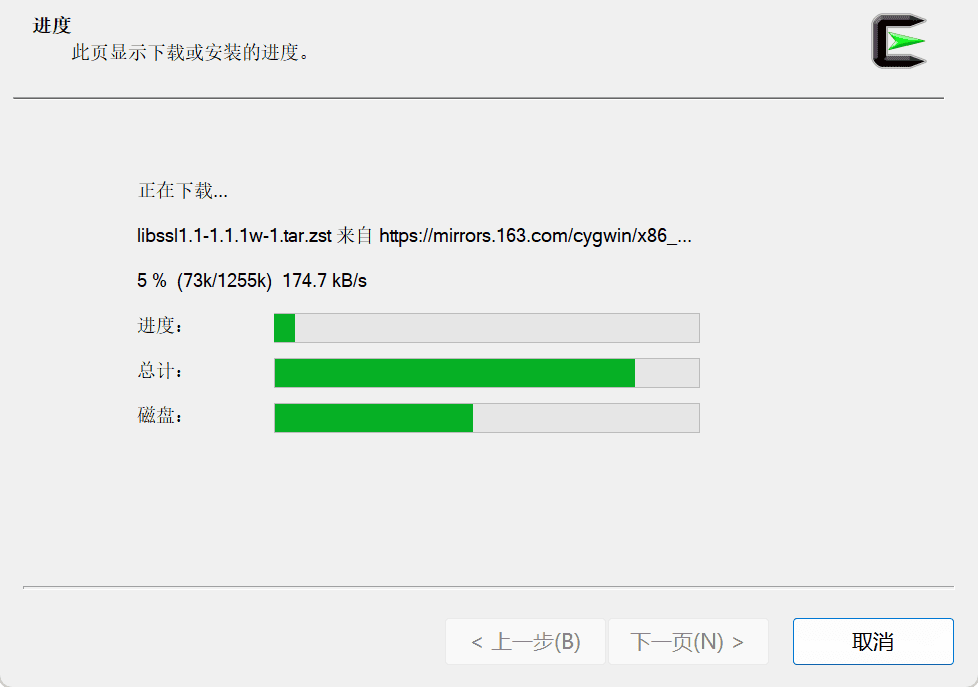 进度
此页显示下载或安装的进度。
正在下载...
libssl1.1-1.1.1w-1.tar.zst 来自 https://mirrors.163.com/cygwin/x86_...
5 % (73k/1255k) 174.7 kB/s
进度：
总计：
磁盘：
< 上一步(B) 下一页(N) > 取消